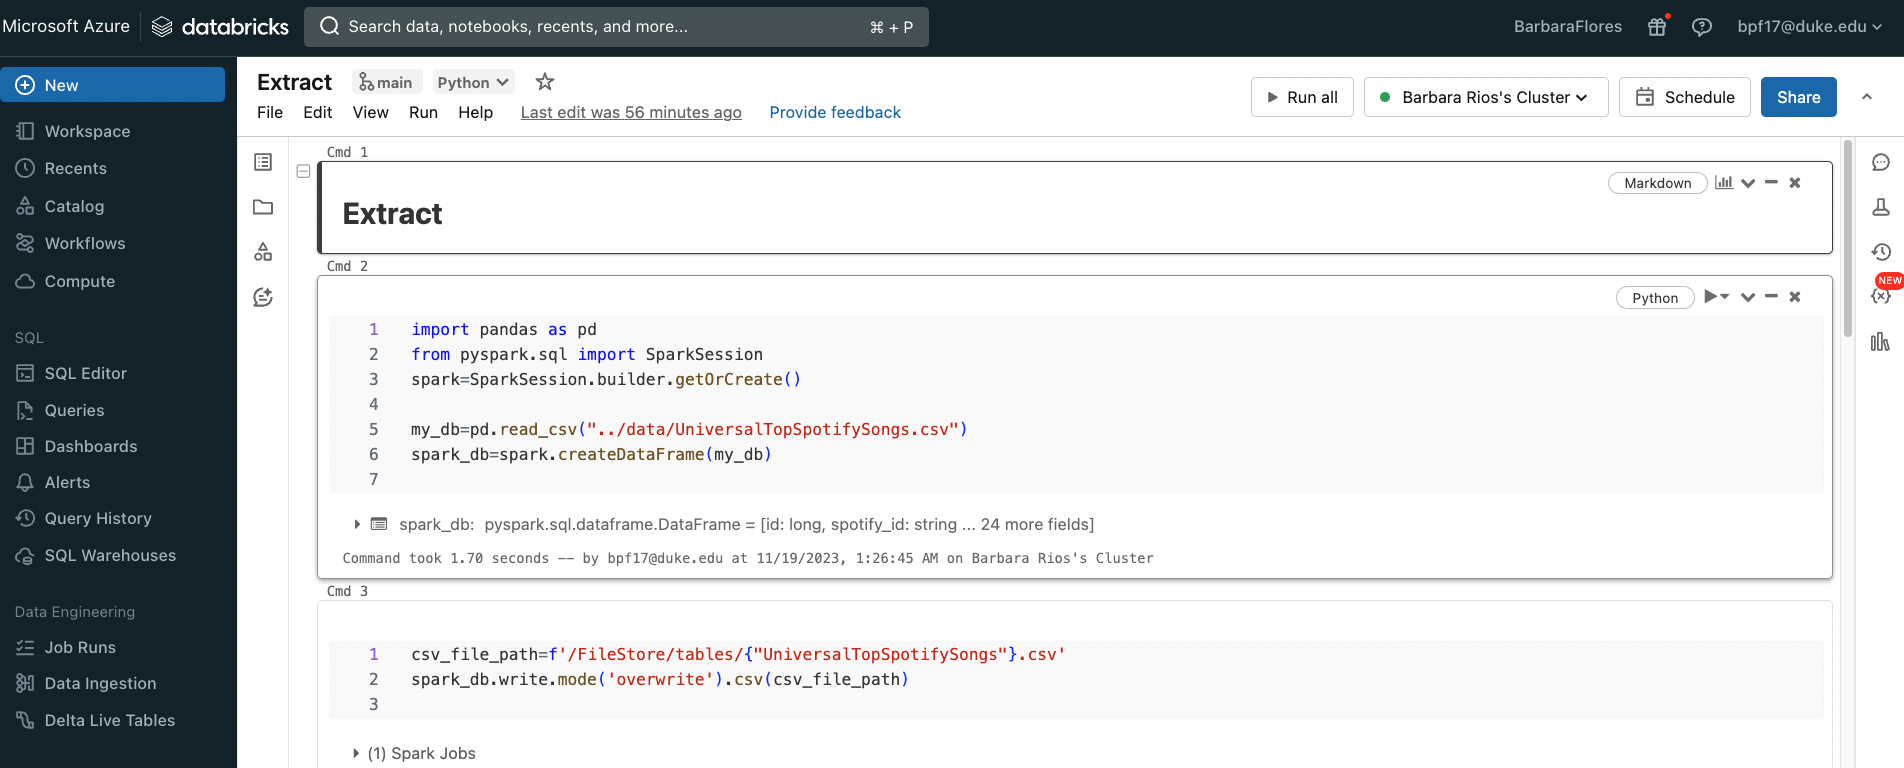 Microsoft Azure databricks Search data, notebooks, recents, and more... ⌘ + P BarbaraFlores bpf17@duke.edu
New
Workspace
Recents
Catalog
Workflows
Compute
SQL
SQL Editor
Queries
Dashboards
Alerts
Query History
SQL Warehouses
Data Engineering
Job Runs
Data Ingestion
Delta Live Tables
Extract main Python
File Edit View Run Help Last edit was 56 minutes ago Provide feedback
Run all Barbara Rios's Cluster Schedule Share
Cmd 1
Markdown
Extract
Cmd 2
Python
1 import pandas as pd
2 from pyspark.sql import SparkSession
3 spark=SparkSession.builder.getOrCreate()
4
5 my_db=pd.read_csv("../data/UniversalTopSpotifySongs.csv")
6 spark_db=spark.createDataFrame(my_db)
7
spark_db: pyspark.sql.dataframe.DataFrame = [id: long, spotify_id: string ... 24 more fields]
Command took 1.70 seconds -- by bpf17@duke.edu at 11/19/2023, 1:26:45 AM on Barbara Rios's Cluster
Cmd 3
1 csv_file_path=f'/FileStore/tables/{"UniversalTopSpotifySongs"}.csv'
2 spark_db.write.mode('overwrite').csv(csv_file_path)
3
(1) Spark Jobs
NEW